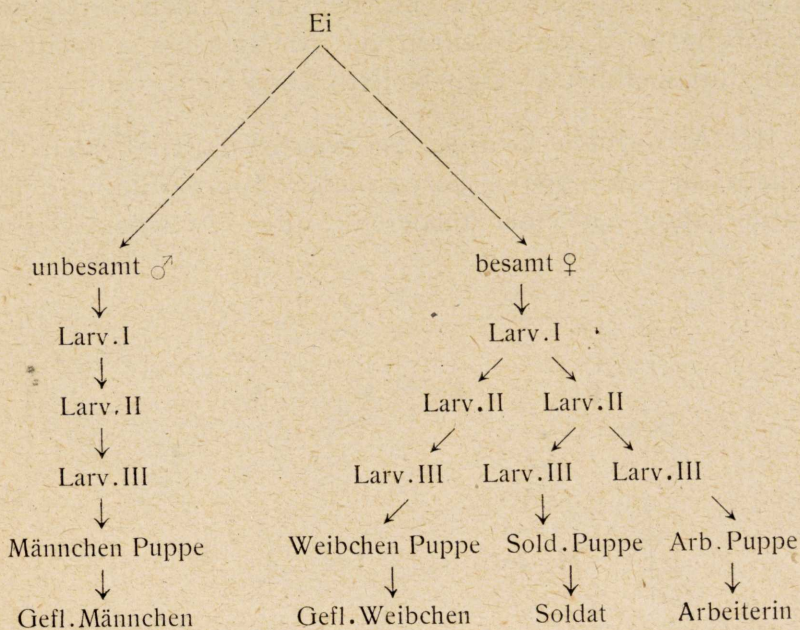 Ei
unbesamt ♂ besamt ♀
Larv. I Larv. I
Larv. II Larv. II Larv. II
Larv. III Larv. III Larv. III Larv. III
Männchen Puppe Weibchen Puppe Sold. Puppe Arb. Puppe
Gefl. Männchen Gefl. Weibchen Soldat Arbeiterin